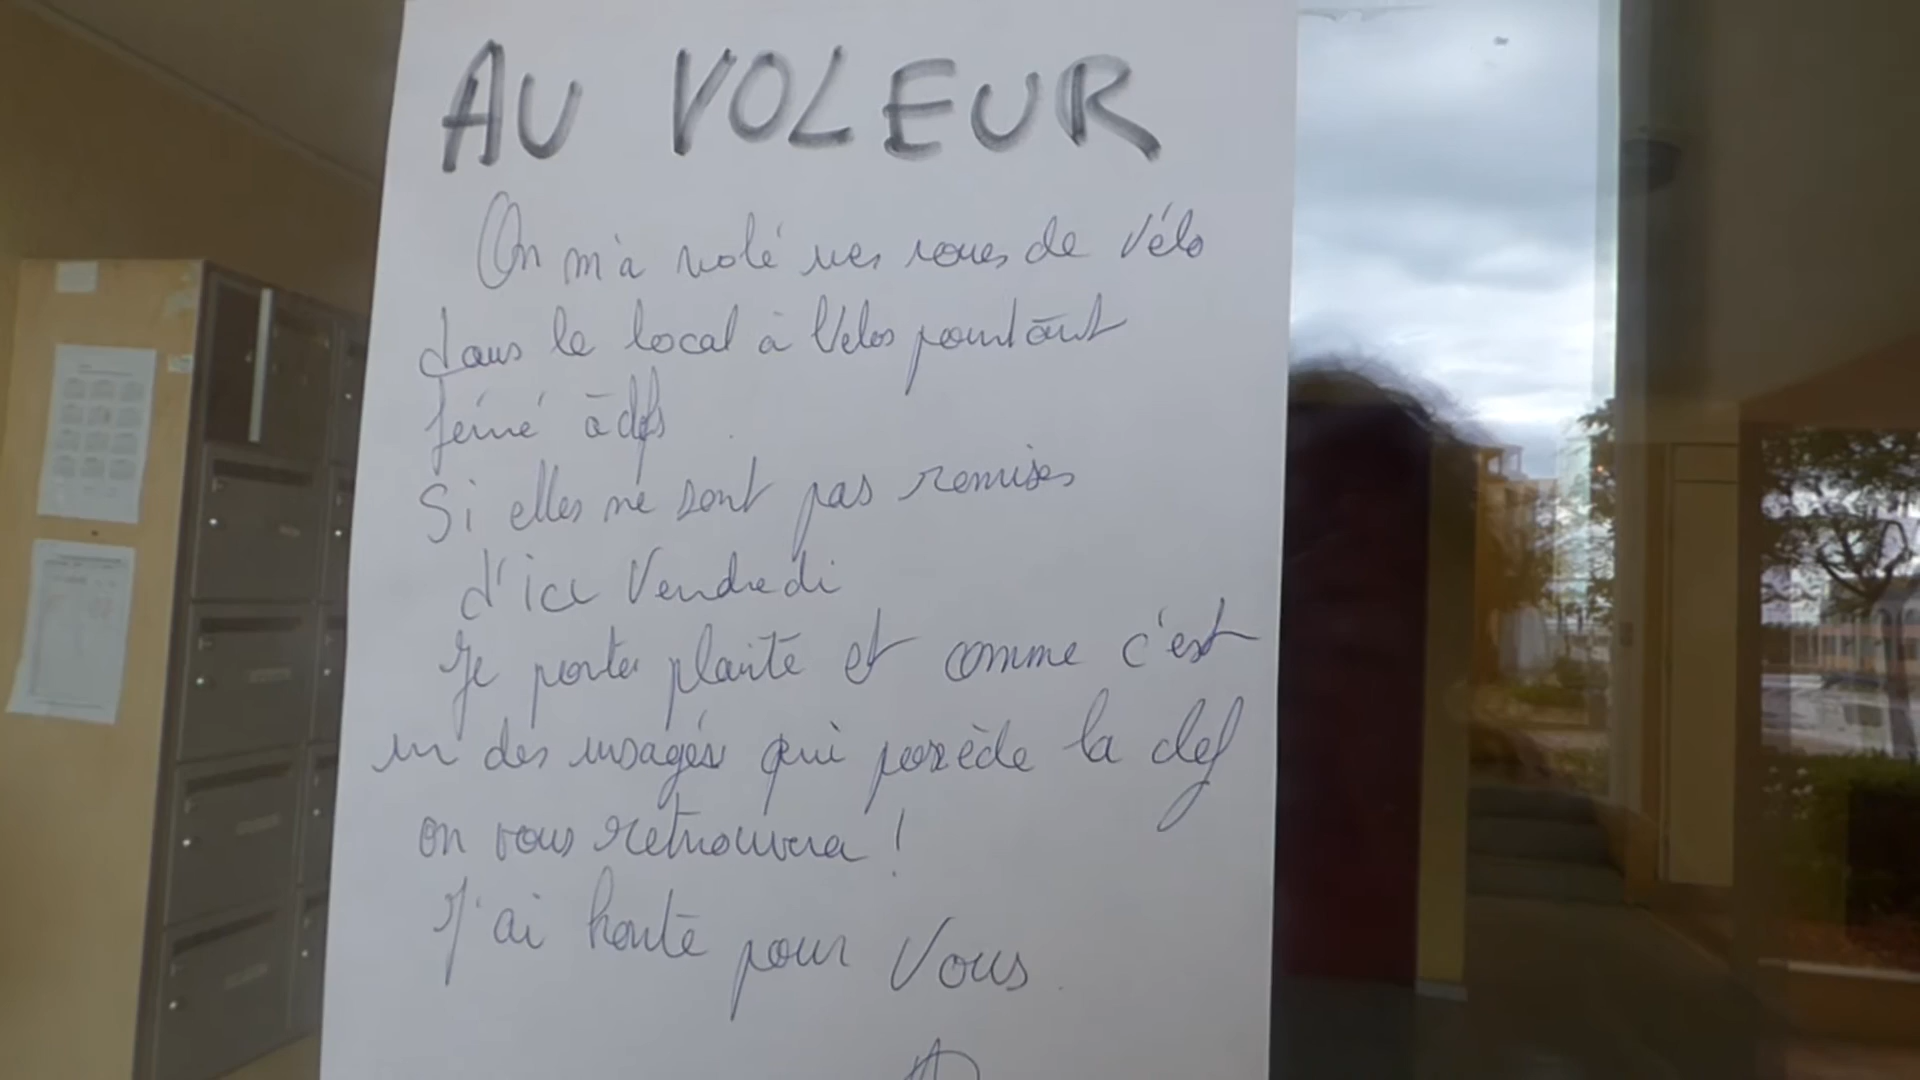 AU VOLEUR
On m'a volé mes roues de Vélo
dans le local à Vélos pourtant
fermé à clefs
Si elles ne sont pas remises
d'ici Vendredi
Je porte plainte et comme c'est
un des usagés qui possède la clef
on vous retrouvera !
J'ai honte pour Vous.